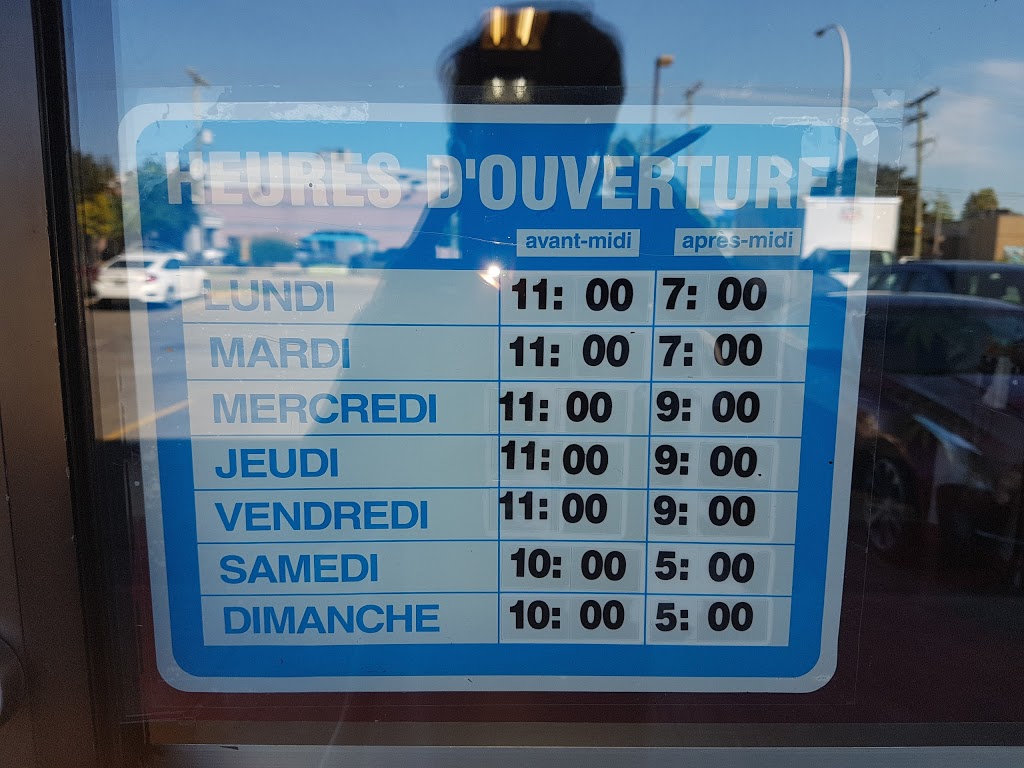 HEURES D'OUVERTURE
avant-midi après-midi
LUNDI 11: 00 7: 00
MARDI 11: 00 7: 00
MERCREDI 11: 00 9: 00
JEUDI 11: 00 9: 00
VENDREDI 11: 00 9: 00
SAMEDI 10: 00 5: 00
DIMANCHE 10: 00 5: 00